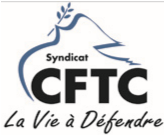 Syndicat
CFTC
La Vie à Défendre